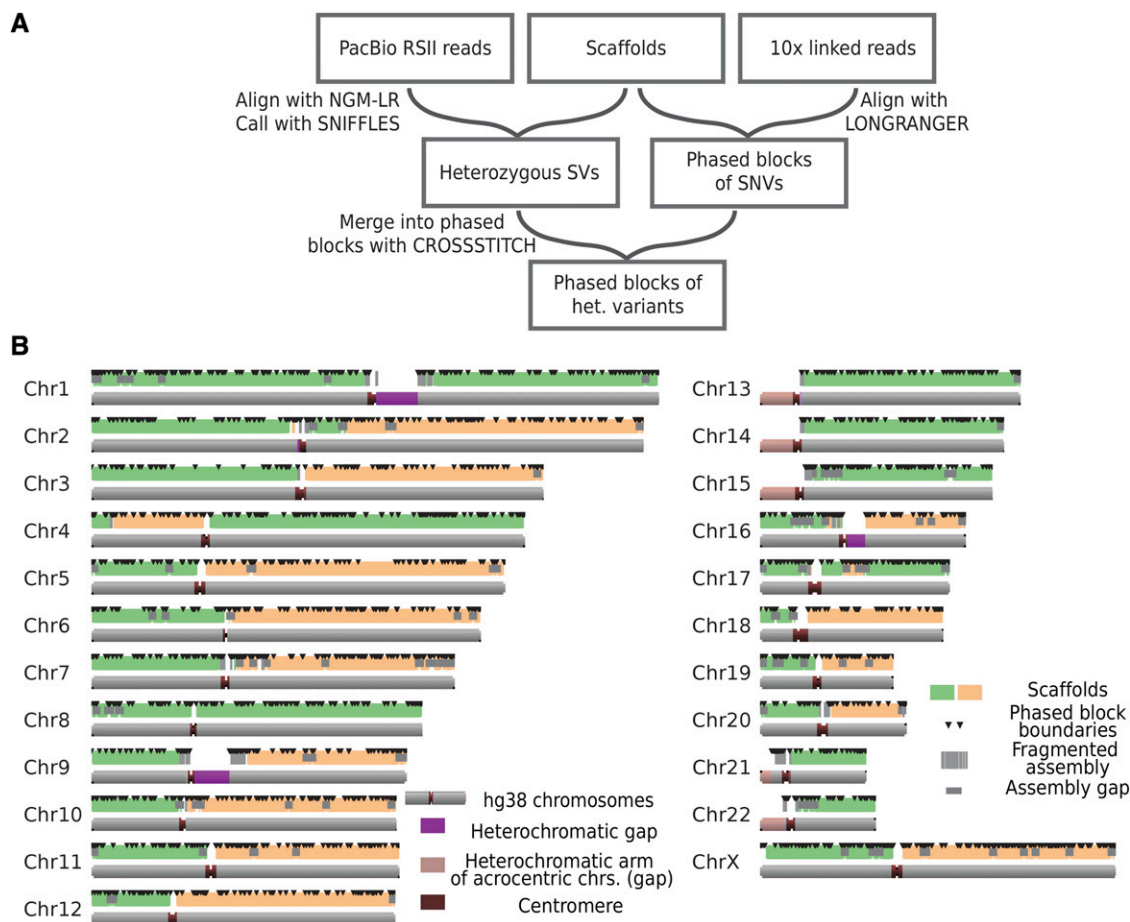 A
PacBio RSII reads
Scaffolds
10x linked reads
Align with NGM-LR
Call with SNIFFLES
Align with
LONGRANGER
Heterozygous SVs
Phased blocks
of SNVs
Merge into phased
blocks with CROSSSTITCH
Phased blocks of
het. variants
B
Chr1
Chr2
Chr3
Chr4
Chr5
Chr6
Chr7
Chr8
Chr9
Chr10
Chr11
Chr12
hg38 chromosomes
Heterochromatic gap
Heterochromatic arm
of acrocentric chrs. (gap)
Centromere
Chr13
Chr14
Chr15
Chr16
Chr17
Chr18
Chr19
Chr20
Chr21
Chr22
ChrX
Scaffolds
Phased block
boundaries
Fragmented
assembly
Assembly gap